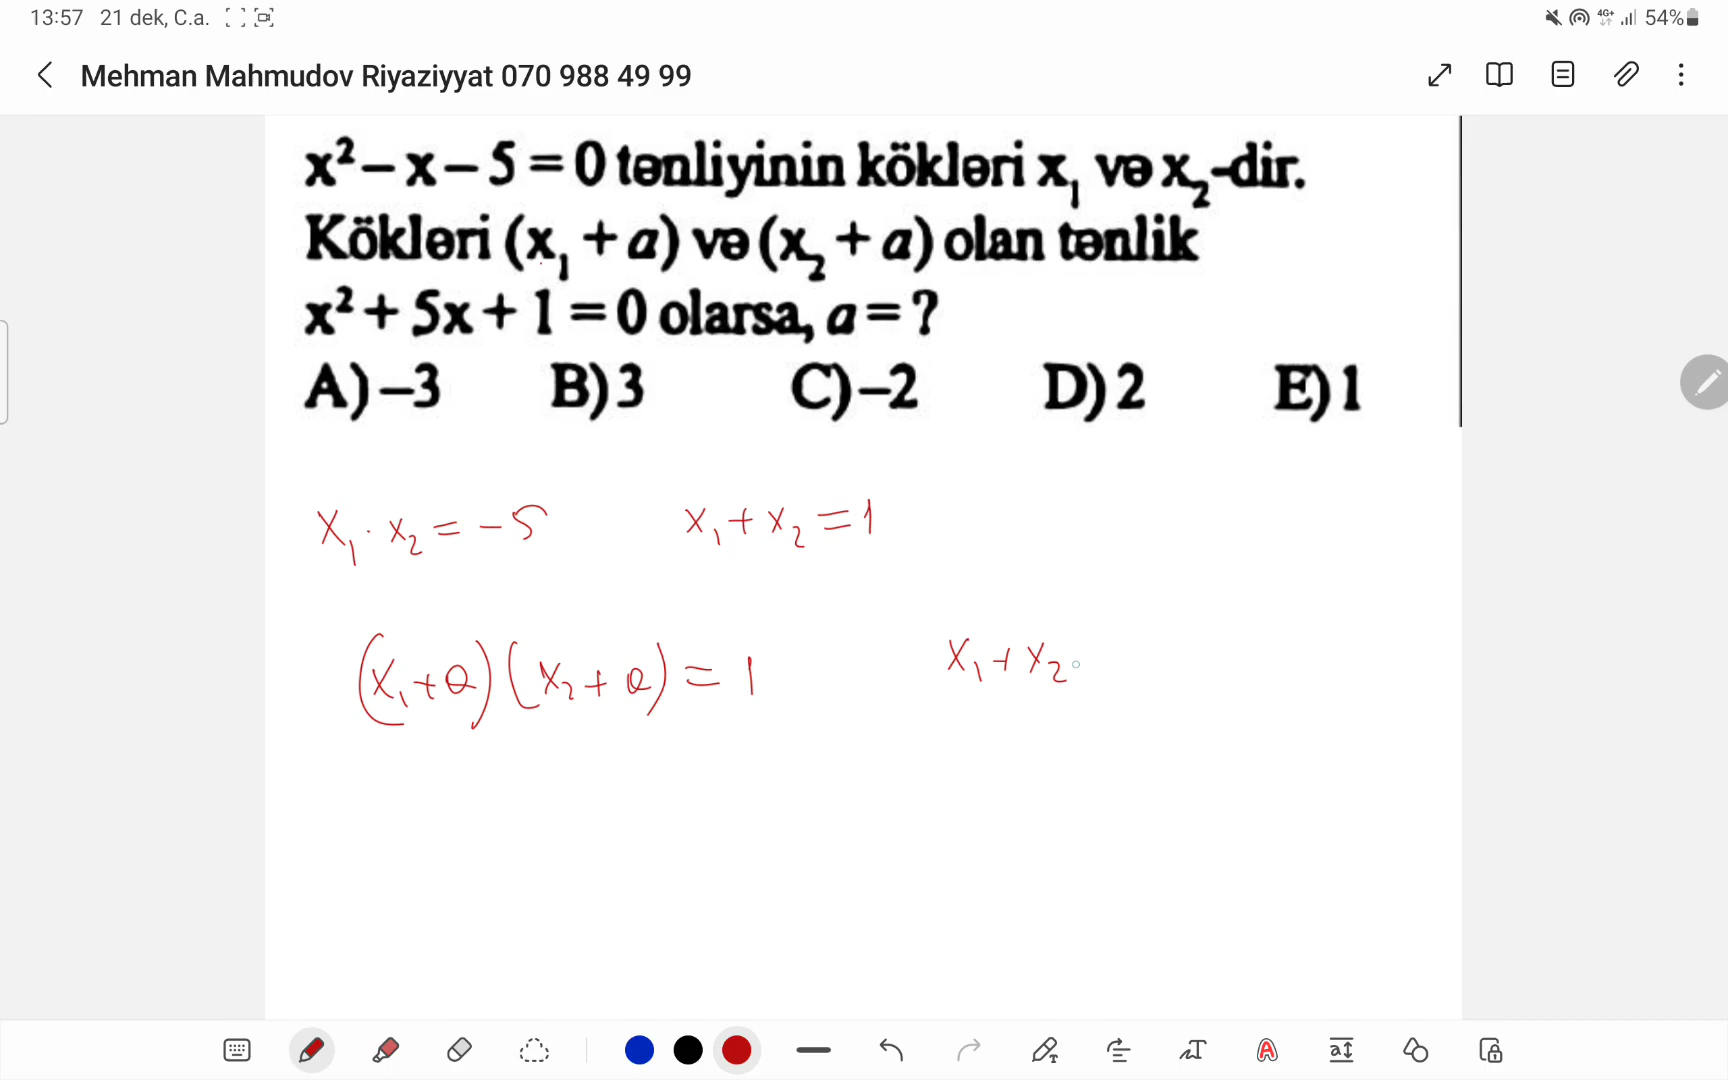 13:57 21 dek, C.a. 4G+ 54%
Mehman Mahmudov Riyaziyyat 070 988 49 99
x²–x–5=0 tənliyinin kökləri x₁ və x₂-dir.
Kökləri (x₁+a) və (x₂+a) olan tənlik
x²+5x+1=0 olarsa, a=?
A)–3 B)3 C)–2 D)2 E)1
x₁·x₂=-5 x₁+x₂=1
(x₁+a)(x₂+a)=1 x₁+x₂